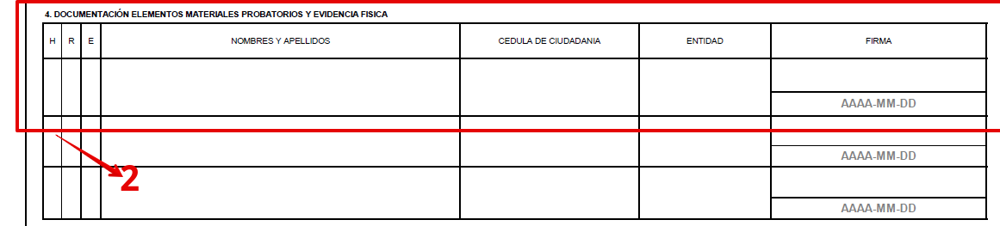 4. DOCUMENTACIÓN ELEMENTOS MATERIALES PROBATORIOS Y EVIDENCIA FISICA
H R E NOMBRES Y APELLIDOS CEDULA DE CIUDADANIA ENTIDAD FIRMA
AAAA-MM-DD
AAAA-MM-DD
2
AAAA-MM-DD